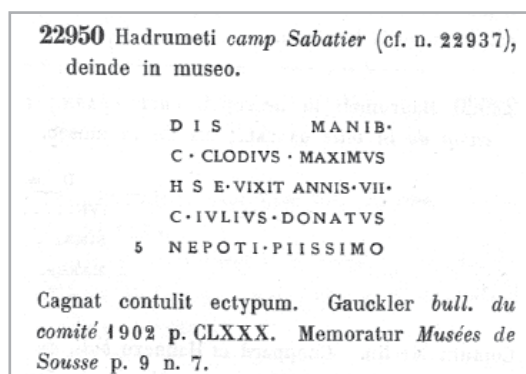 22950 Hadrumeti camp Sabatier (cf. n. 22937),
deinde in museo.
D I S MANIB·
C · CLODIVS · MAXIMVS
H S E·VIXIT ANNIS·VII·
C·IVLIVS·DONATVS
5 NEPOTI·PIISSIMO
Cagnat contulit ectypum. Gauckler bull. du
comité 1902 p. CLXXX. Memoratur Musées de
Sousse p. 9 n. 7.